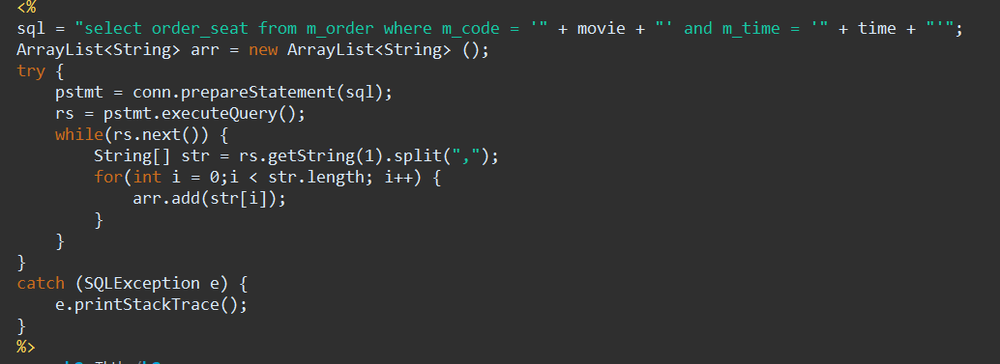 <%
sql = "select order_seat from m_order where m_code = '" + movie + "' and m_time = '" + time + "'";
ArrayList<String> arr = new ArrayList<String> ();
try {
    pstmt = conn.prepareStatement(sql);
    rs = pstmt.executeQuery();
    while(rs.next()) {
        String[] str = rs.getString(1).split(",");
        for(int i = 0;i < str.length; i++) {
            arr.add(str[i]);
        }
    }
}
catch (SQLException e) {
    e.printStackTrace();
}
%>